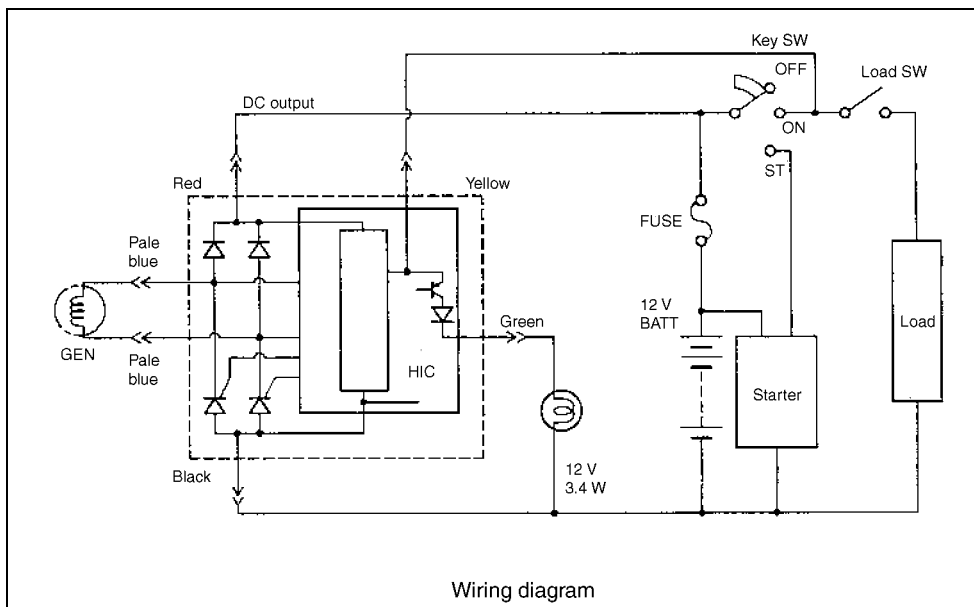 Key SW
OFF
Load SW
DC output
ON
ST
Red
Yellow
FUSE
Pale
blue
12 V
BATT
Green
Load
GEN
Pale
blue
HIC
Starter
Black
12 V
3.4 W
Wiring diagram